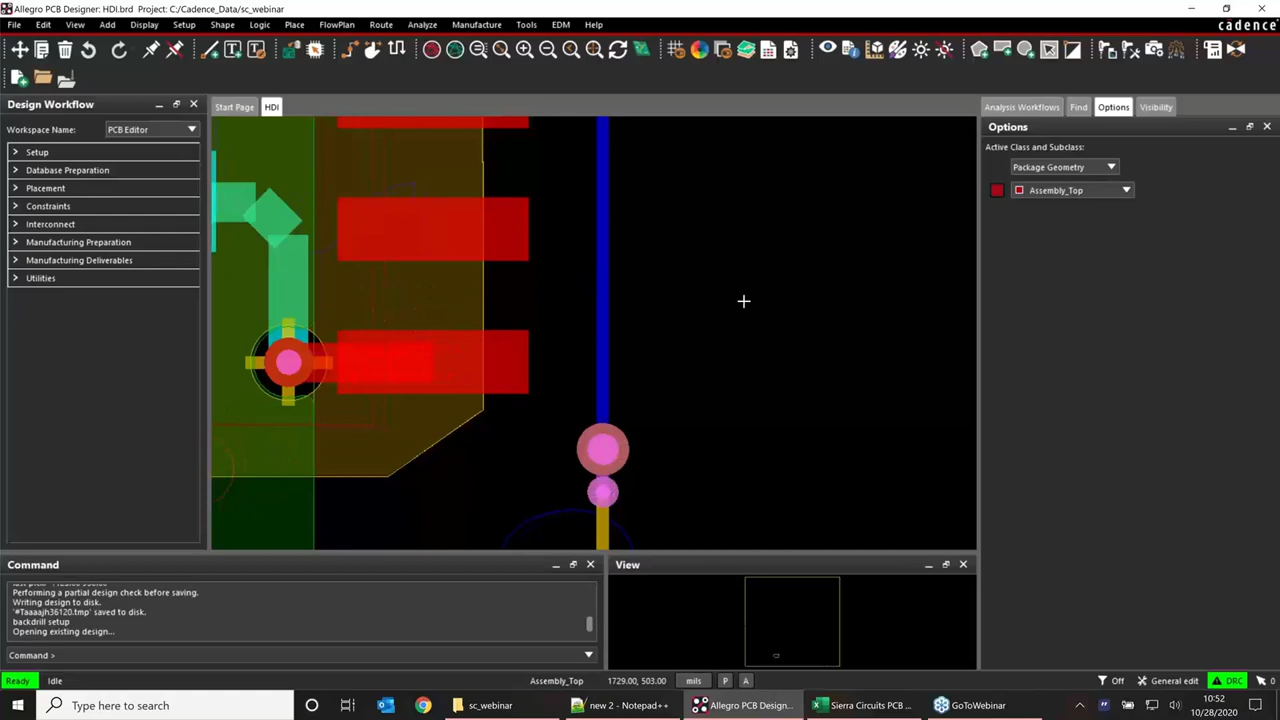 Allegro PCB Designer: HDI.brd Project: C:/Cadence_Data/sc_webinar
File Edit View Add Display Setup Shape Logic Place FlowPlan Route Analyze Manufacture Tools EDM Help
cadence
Design Workflow
Start Page HDI
Analysis Workflows Find Options Visibility
Workspace Name: PCB Editor
Options
Setup
Active Class and Subclass:
Database Preparation
Package Geometry
Placement
Assembly_Top
Constraints
Interconnect
Manufacturing Preparation
Manufacturing Deliverables
Utilities
Command
View
Performing a partial design check before saving.
Writing design to disk.
'#Taaaajh36120.tmp' saved to disk.
backdrill setup
Opening existing design...
Command >
Ready Idle Assembly_Top 1729.00, 503.00 mils P A Off General edit DRC 0
Type here to search
sc_webinar
new 2 - Notepad++
Allegro PCB Design...
Sierra Circuits PCB ...
GoToWebinar
10:52
10/28/2020